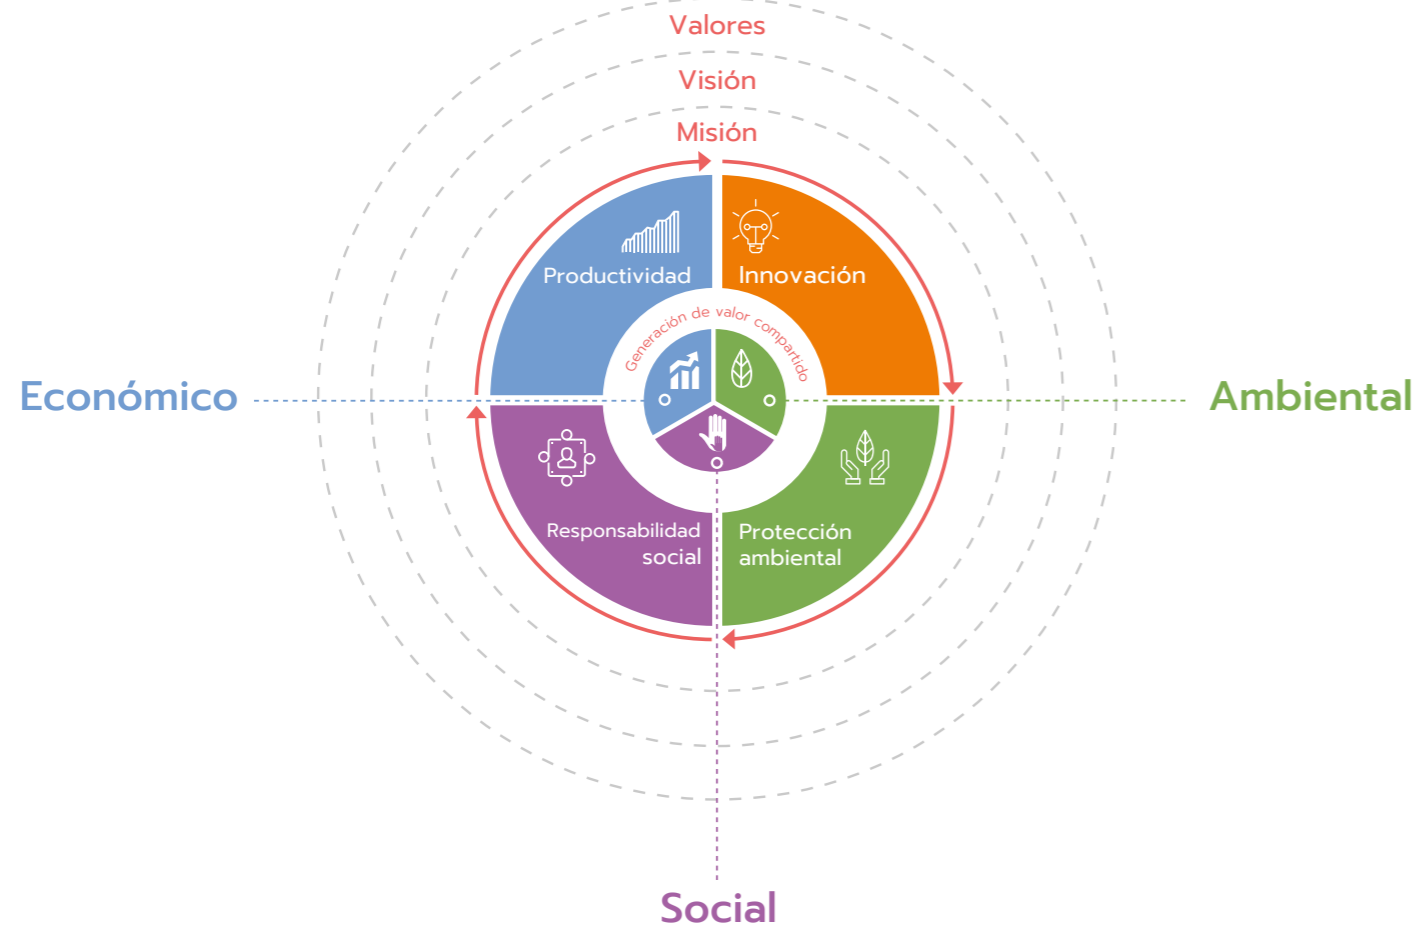 Valores
Visión
Misión
Productividad
Innovación
Generación de valor compartido
Económico
Ambiental
Responsabilidad
social
Protección
ambiental
Social